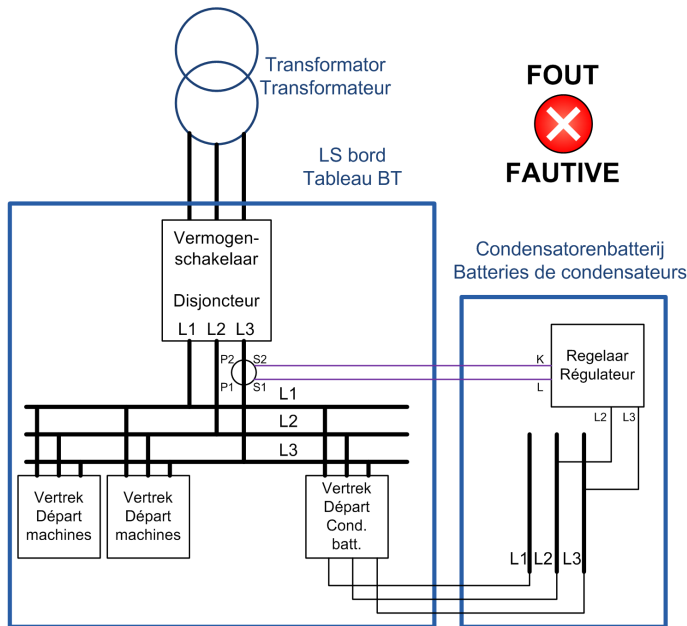 Transformator
Transformateur
FOUT
FAUTIVE
LS bord
Tableau BT
Vermogen-
schakelaar
Disjoncteur
L1 L2 L3
P2 S2
P1 S1
L1
L2
L3
Vertrek
Départ
machines
Vertrek
Départ
machines
Vertrek
Départ
Cond.
batt.
Condensatorenbatterij
Batteries de condensateurs
K
L
Regelaar
Régulateur
L2 L3
L1 L2 L3